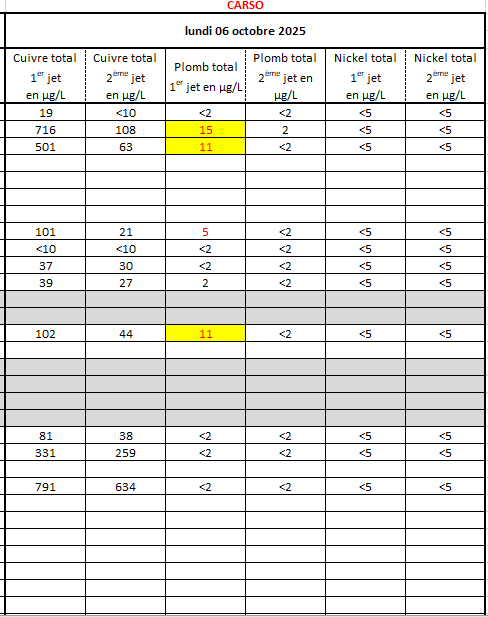 CARSO
lundi 06 octobre 2025
Cuivre total 1er jet en µg/L | Cuivre total 2ème jet en µg/L | Plomb total 1er jet en µg/L | Plomb total 2ème jet en µg/L | Nickel total 1er jet en µg/L | Nickel total 2ème jet en µg/L
19 | <10 | <2 | <2 | <5 | <5
716 | 108 | 15 | 2 | <5 | <5
501 | 63 | 11 | <2 | <5 | <5
101 | 21 | 5 | <2 | <5 | <5
<10 | <10 | <2 | <2 | <5 | <5
37 | 30 | <2 | <2 | <5 | <5
39 | 27 | 2 | <2 | <5 | <5
102 | 44 | 11 | <2 | <5 | <5
81 | 38 | <2 | <2 | <5 | <5
331 | 259 | <2 | <2 | <5 | <5
791 | 634 | <2 | <2 | <5 | <5